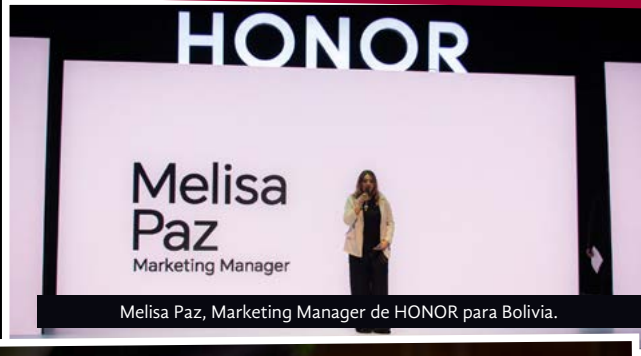 HONOR
Melisa
Paz
Marketing Manager
Melisa Paz, Marketing Manager de HONOR para Bolivia.